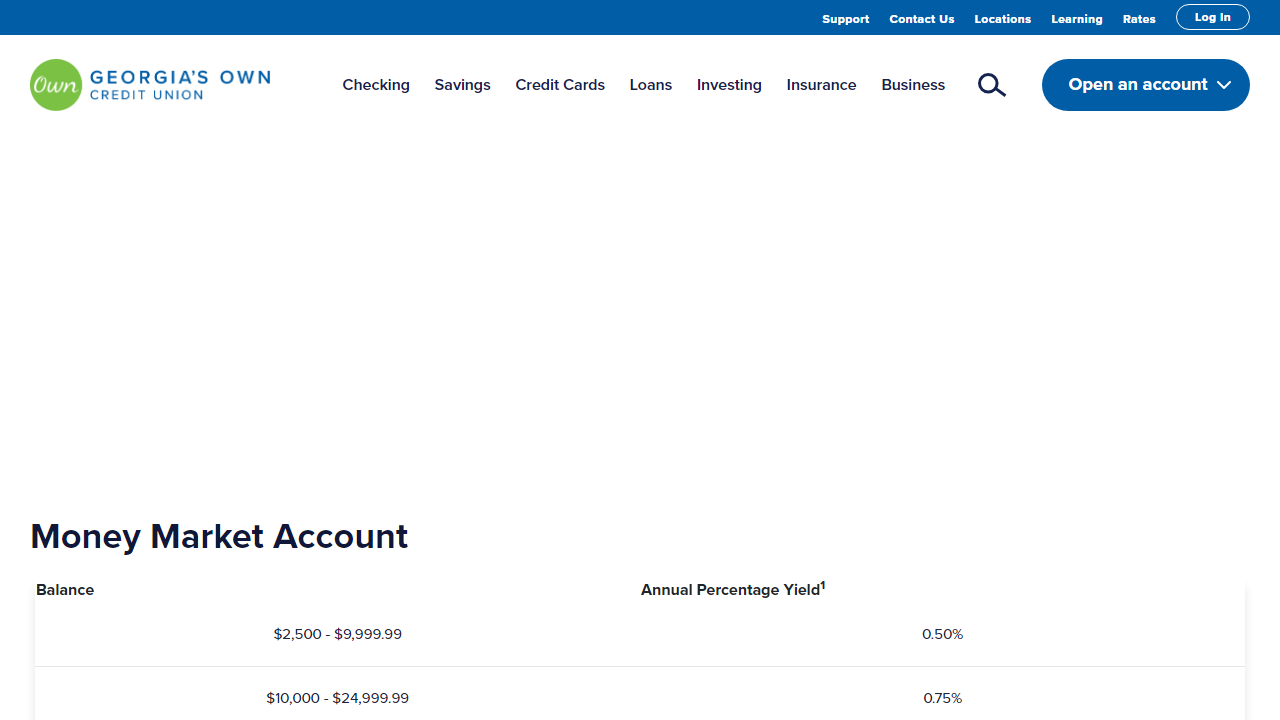 Support Contact Us Locations Learning Rates Log In
Own GEORGIA'S OWN
CREDIT UNION
Checking Savings Credit Cards Loans Investing Insurance Business Open an account
Money Market Account
Balance Annual Percentage Yield¹
$2,500 - $9,999.99 0.50%
$10,000 - $24,999.99 0.75%